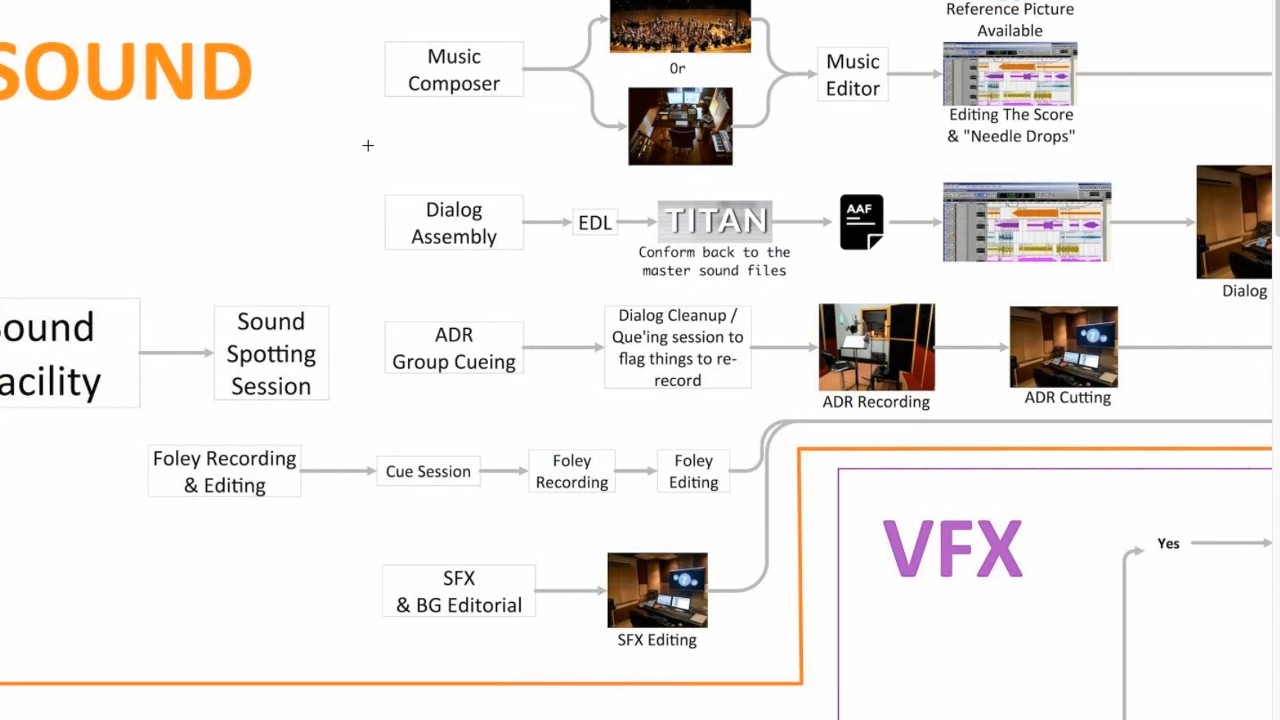 SOUND
Music
Composer
Or
Music
Editor
Reference Picture
Available
Editing The Score
& "Needle Drops"
Dialog
Assembly
EDL
TITAN
Conform back to the
master sound files
AAF
Dialog
ound
acility
Sound
Spotting
Session
ADR
Group Cueing
Dialog Cleanup /
Que'ing session to
flag things to re-
record
ADR Recording
ADR Cutting
Foley Recording
& Editing
Cue Session
Foley
Recording
Foley
Editing
SFX
& BG Editorial
SFX Editing
VFX
Yes